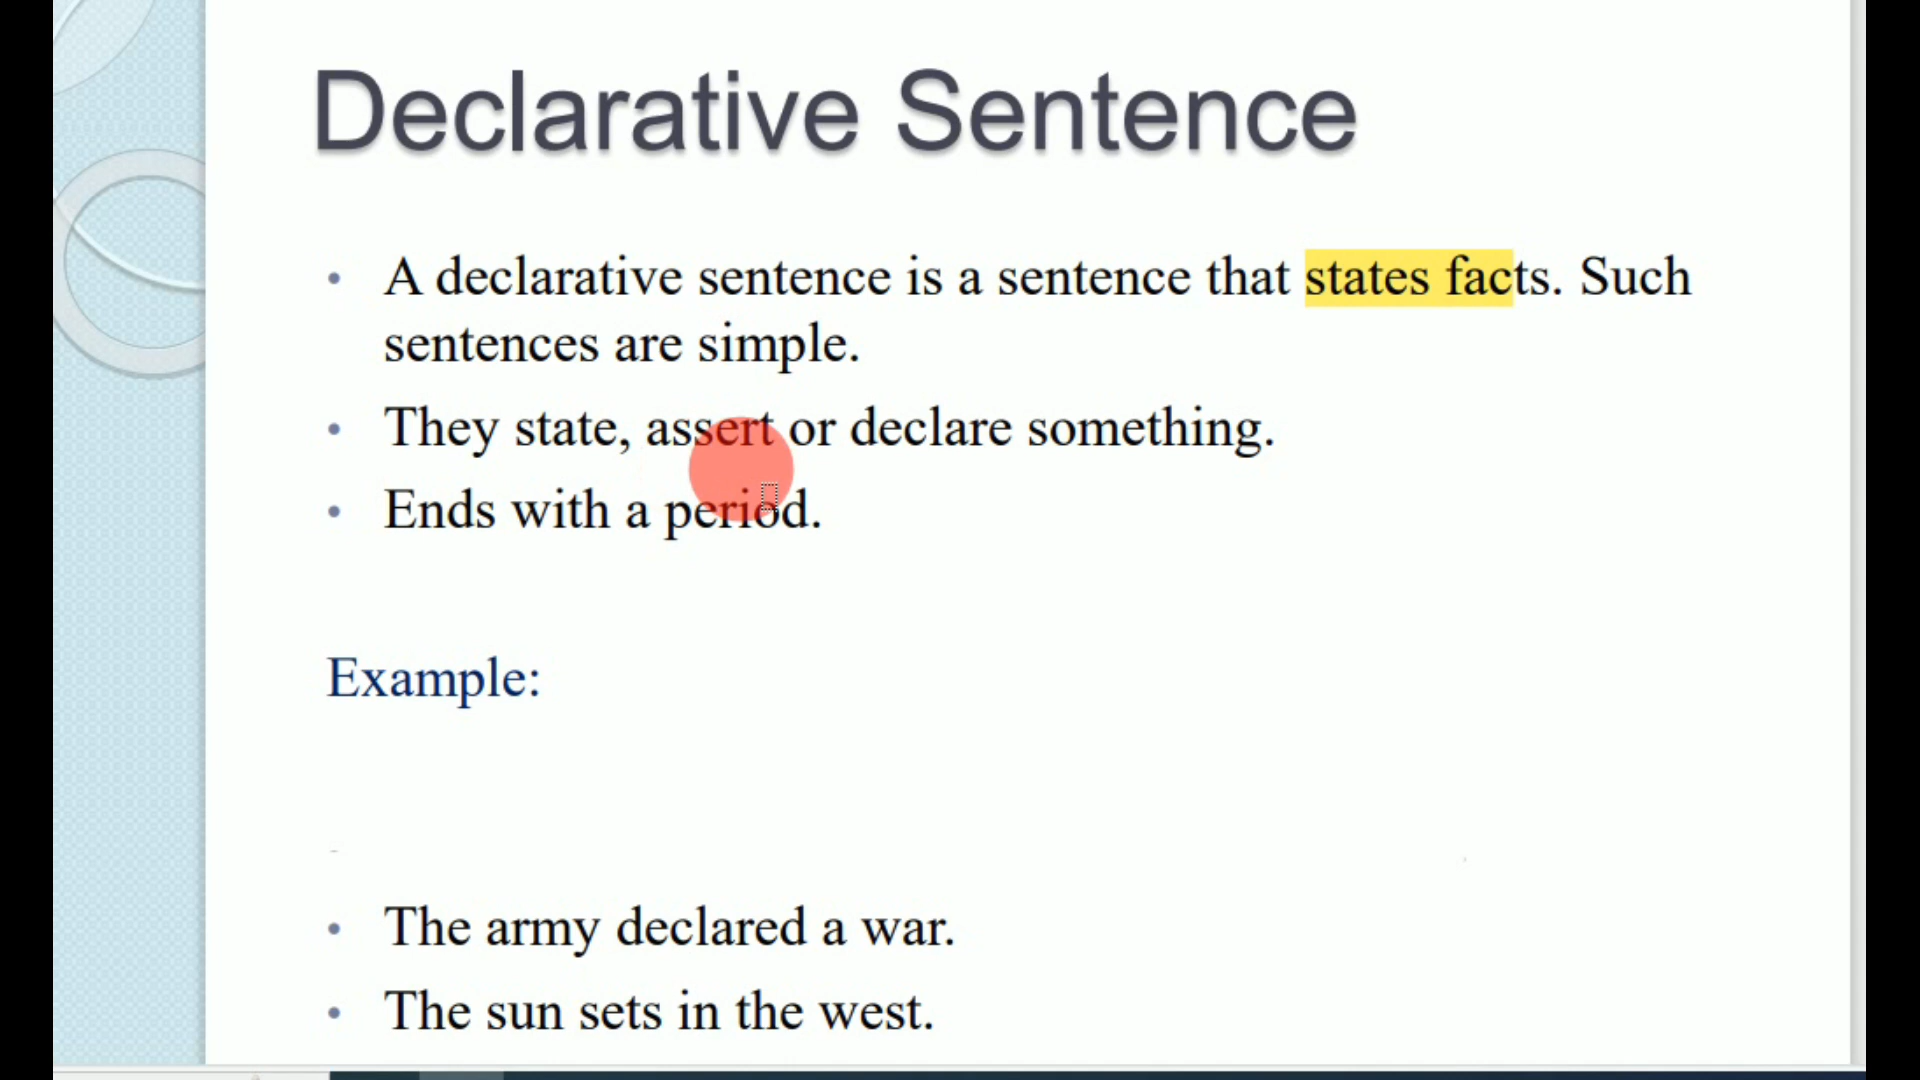 Declarative Sentence
• A declarative sentence is a sentence that states facts. Such
sentences are simple.
• They state, assert or declare something.
• Ends with a period.
Example:
• The army declared a war.
• The sun sets in the west.